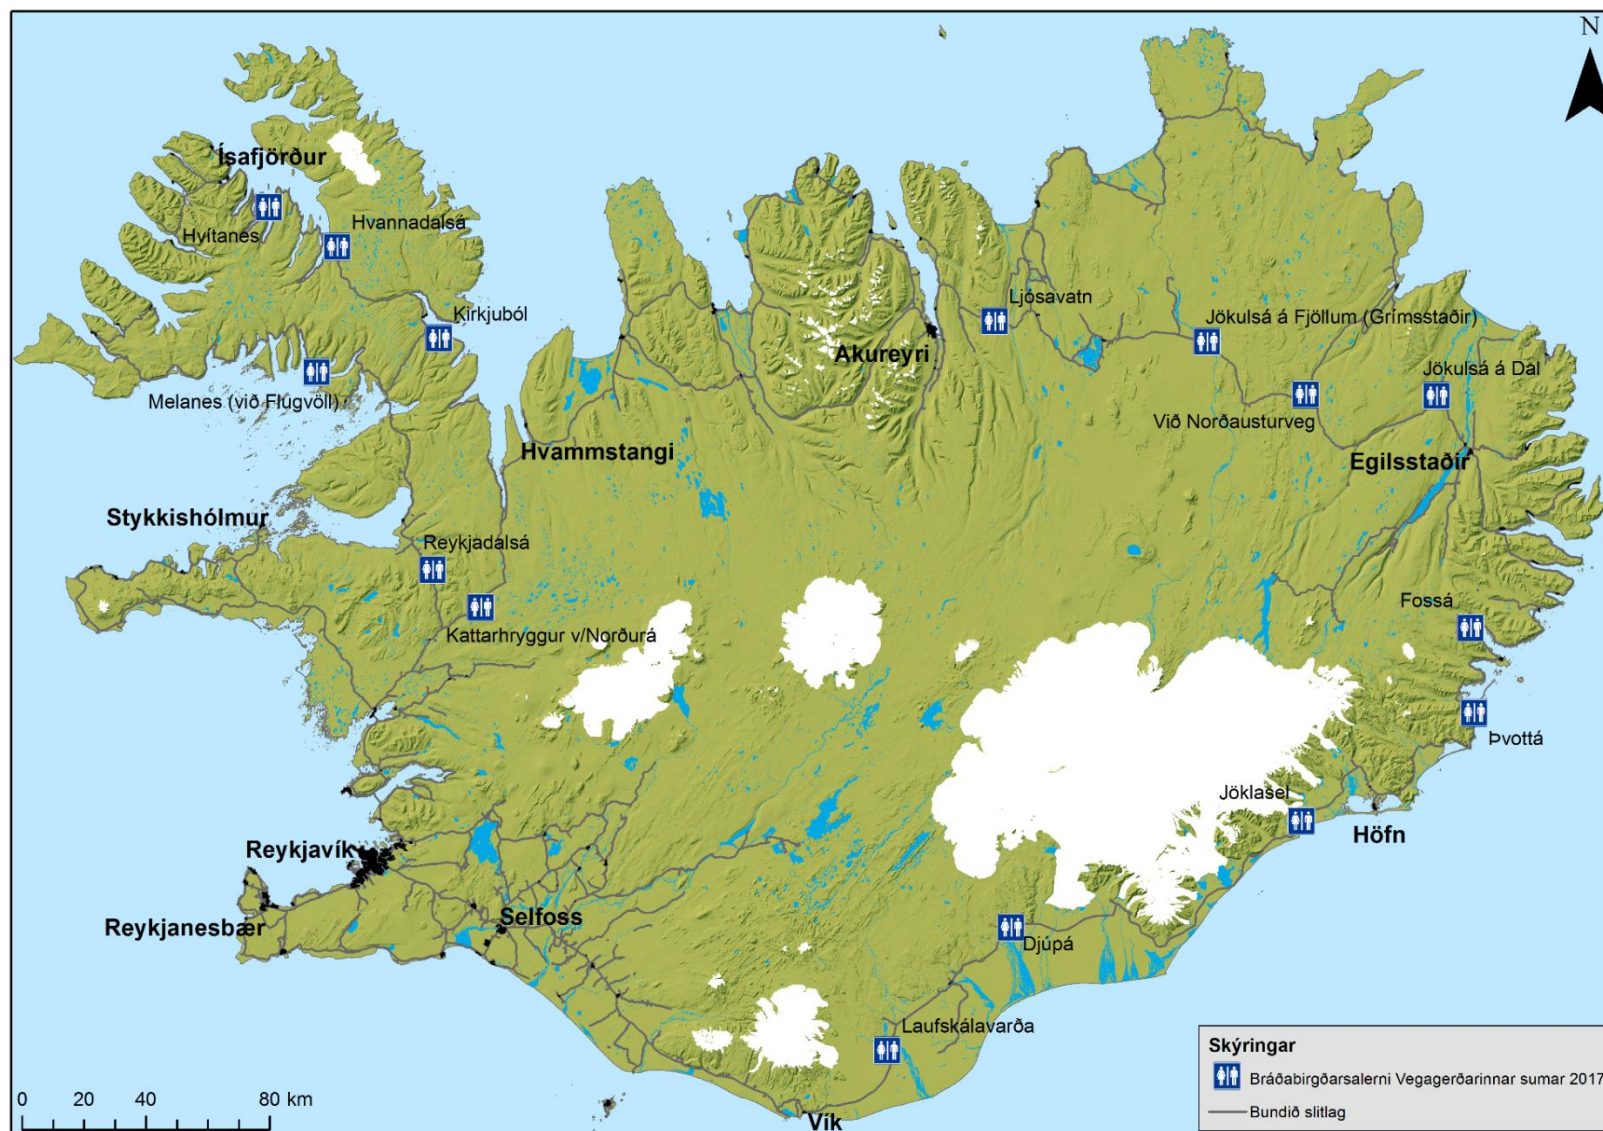 N
Ísafjörður
Hvítanes
Hvannadalsá
Kirkjuból
Ljósavatn
Jökulsá á Fjöllum (Grímsstaðir)
Akureyri
Jökulsá á Dal
Melanes (við Flugvöll)
Við Norðausturveg
Hvammstangi
Egilsstaðir
Stykkishólmur
Reykjadalsá
Fossá
Kattarhryggur v/Norðurá
Þvottá
Jöklasel
Höfn
Reykjavík
Selfoss
Reykjanesbær
Djúpá
Laufskálavarða
Vík
0 20 40 80 km
Skýringar
Bráðabirgðarsalerni Vegagerðarinnar sumar 2017
Bundið slitlag